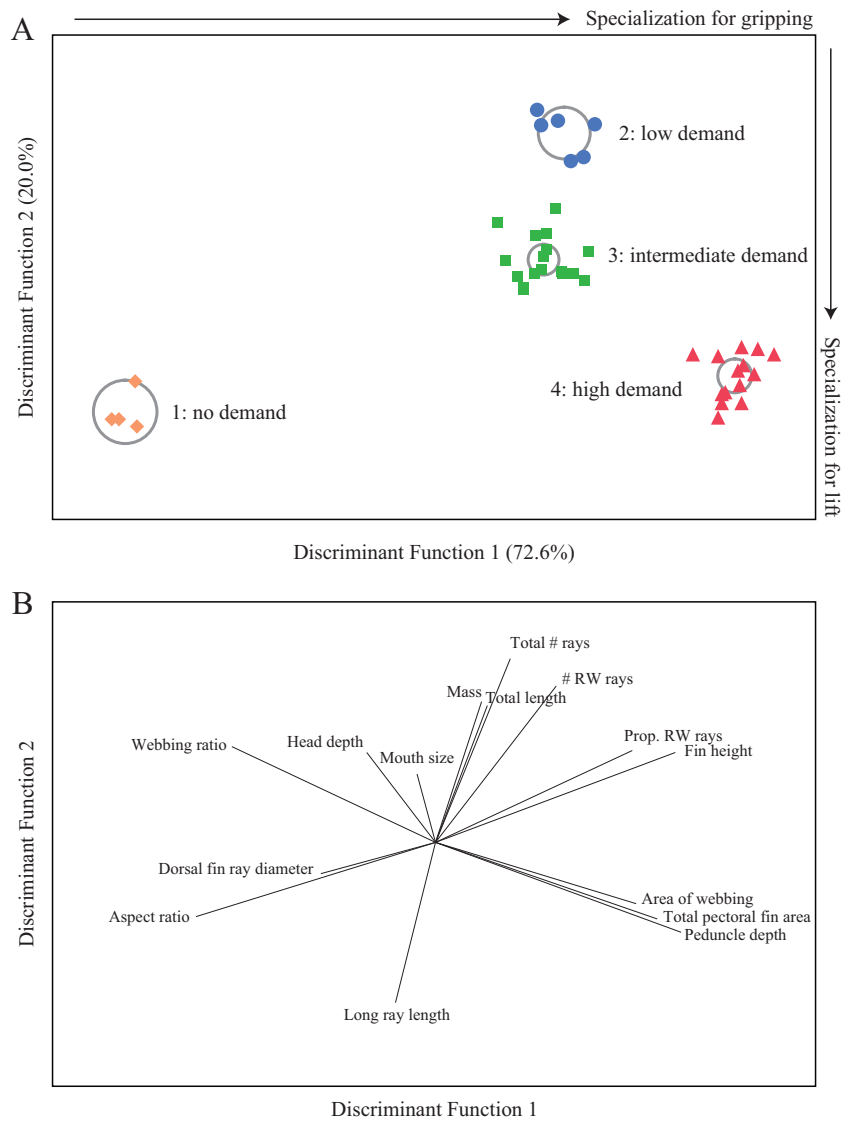 A
Specialization for gripping
Discriminant Function 2 (20.0%)
2: low demand
3: intermediate demand
4: high demand
1: no demand
Specialization for lift
Discriminant Function 1 (72.6%)
B
Discriminant Function 2
Total # rays
# RW rays
Mass
Total length
Prop. RW rays
Fin height
Webbing ratio
Head depth
Mouth size
Dorsal fin ray diameter
Aspect ratio
Area of webbing
Total pectoral fin area
Peduncle depth
Long ray length
Discriminant Function 1